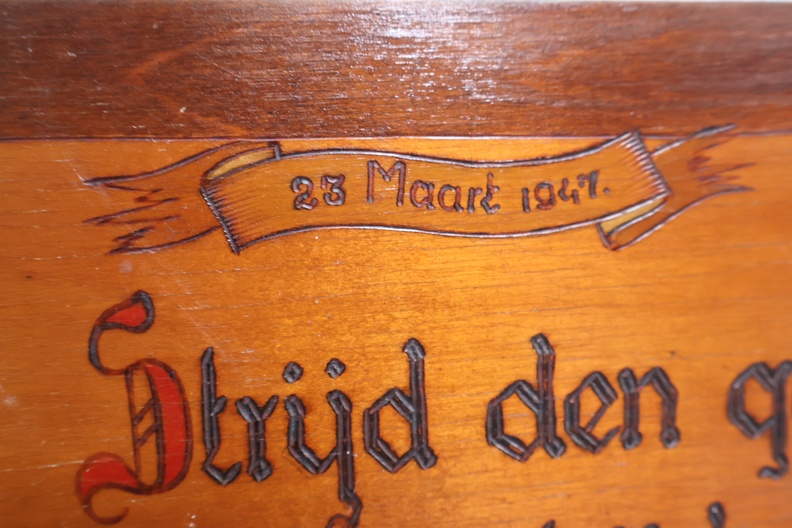 23 Maart 1947.
Strijd den g